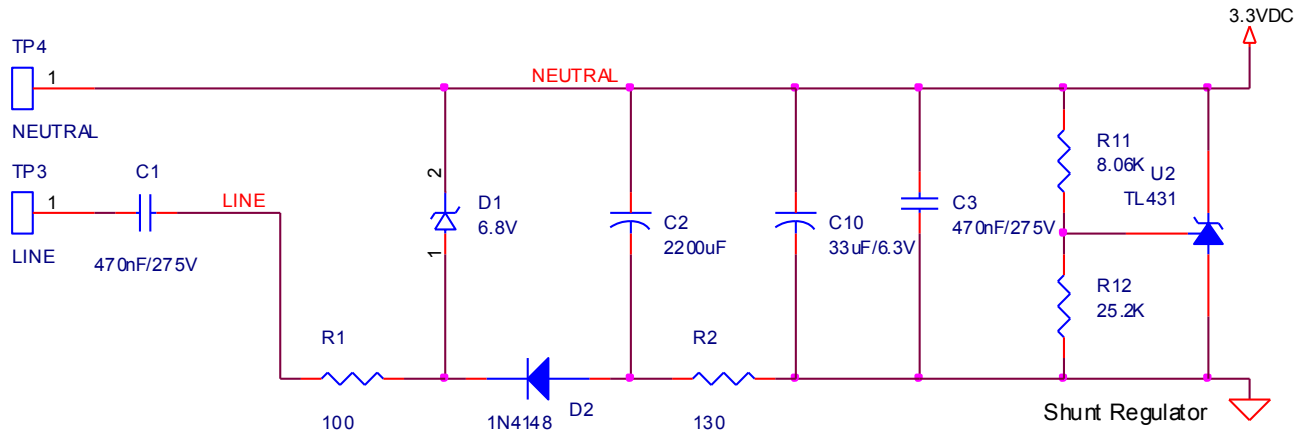 3.3VDC
TP4
1
NEUTRAL
NEUTRAL
TP3
1
LINE
C1
470nF/275V
LINE
2
D1
6.8V
1
C2
2200uF
C10
33uF/6.3V
C3
470nF/275V
R11
8.06K
U2
TL431
R12
25.2K
R1
100
1N4148
D2
R2
130
Shunt Regulator